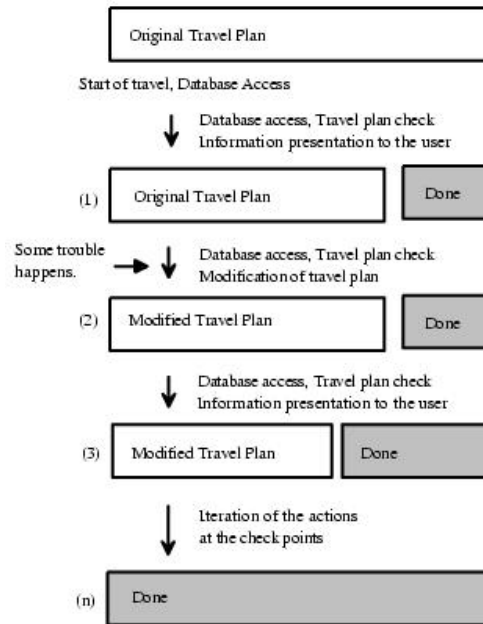 Original Travel Plan
Start of travel, Database Access
Database access, Travel plan check
Information presentation to the user
(1)
Original Travel Plan
Done
Some trouble
happens.
Database access, Travel plan check
Modification of travel plan
(2)
Modified Travel Plan
Done
Database access, Travel plan check
Information presentation to the user
(3)
Modified Travel Plan
Done
Iteration of the actions
at the check points
(n)
Done